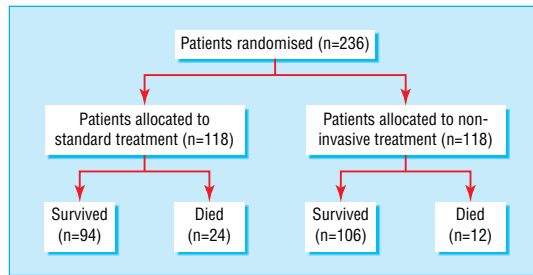 Patients randomised (n=236)
Patients allocated to
standard treatment (n=118)
Patients allocated to non-
invasive treatment (n=118)
Survived
(n=94)
Died
(n=24)
Survived
(n=106)
Died
(n=12)